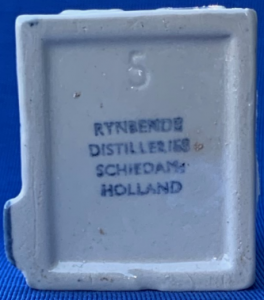 5
RYNBENDE
DISTILLERIES
SCHIEDAM
HOLLAND